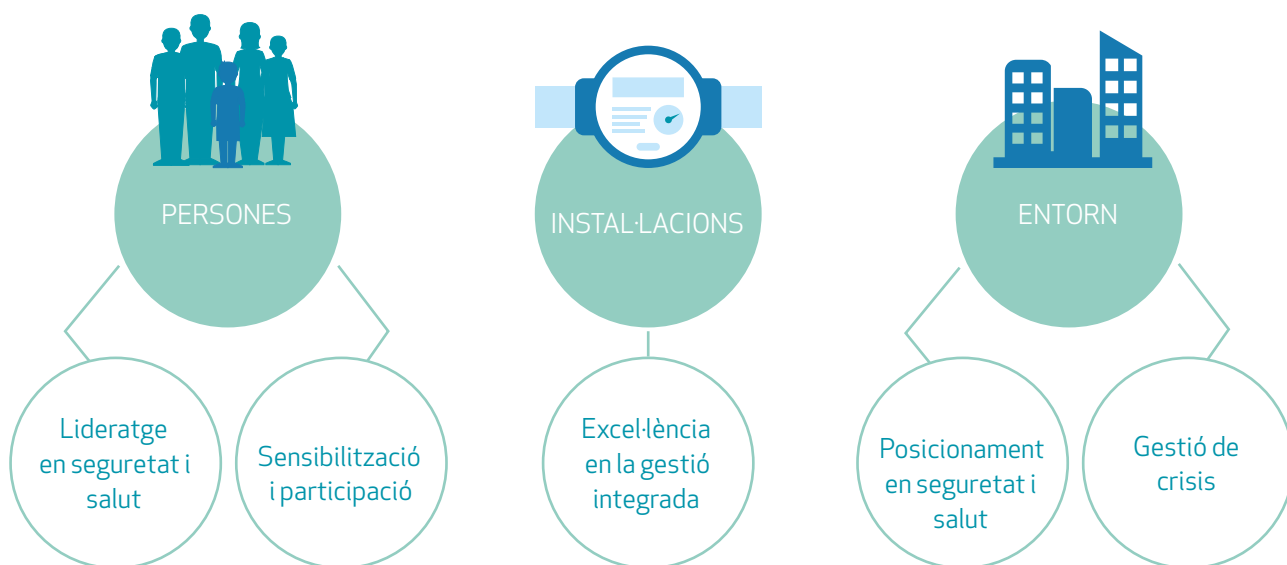 PERSONES
INSTAL·LACIONS
ENTORN
Lideratge
en seguretat i
salut
Sensibilització
i participació
Excel·lència
en la gestió
integrada
Posicionament
en seguretat i
salut
Gestió de
crisis